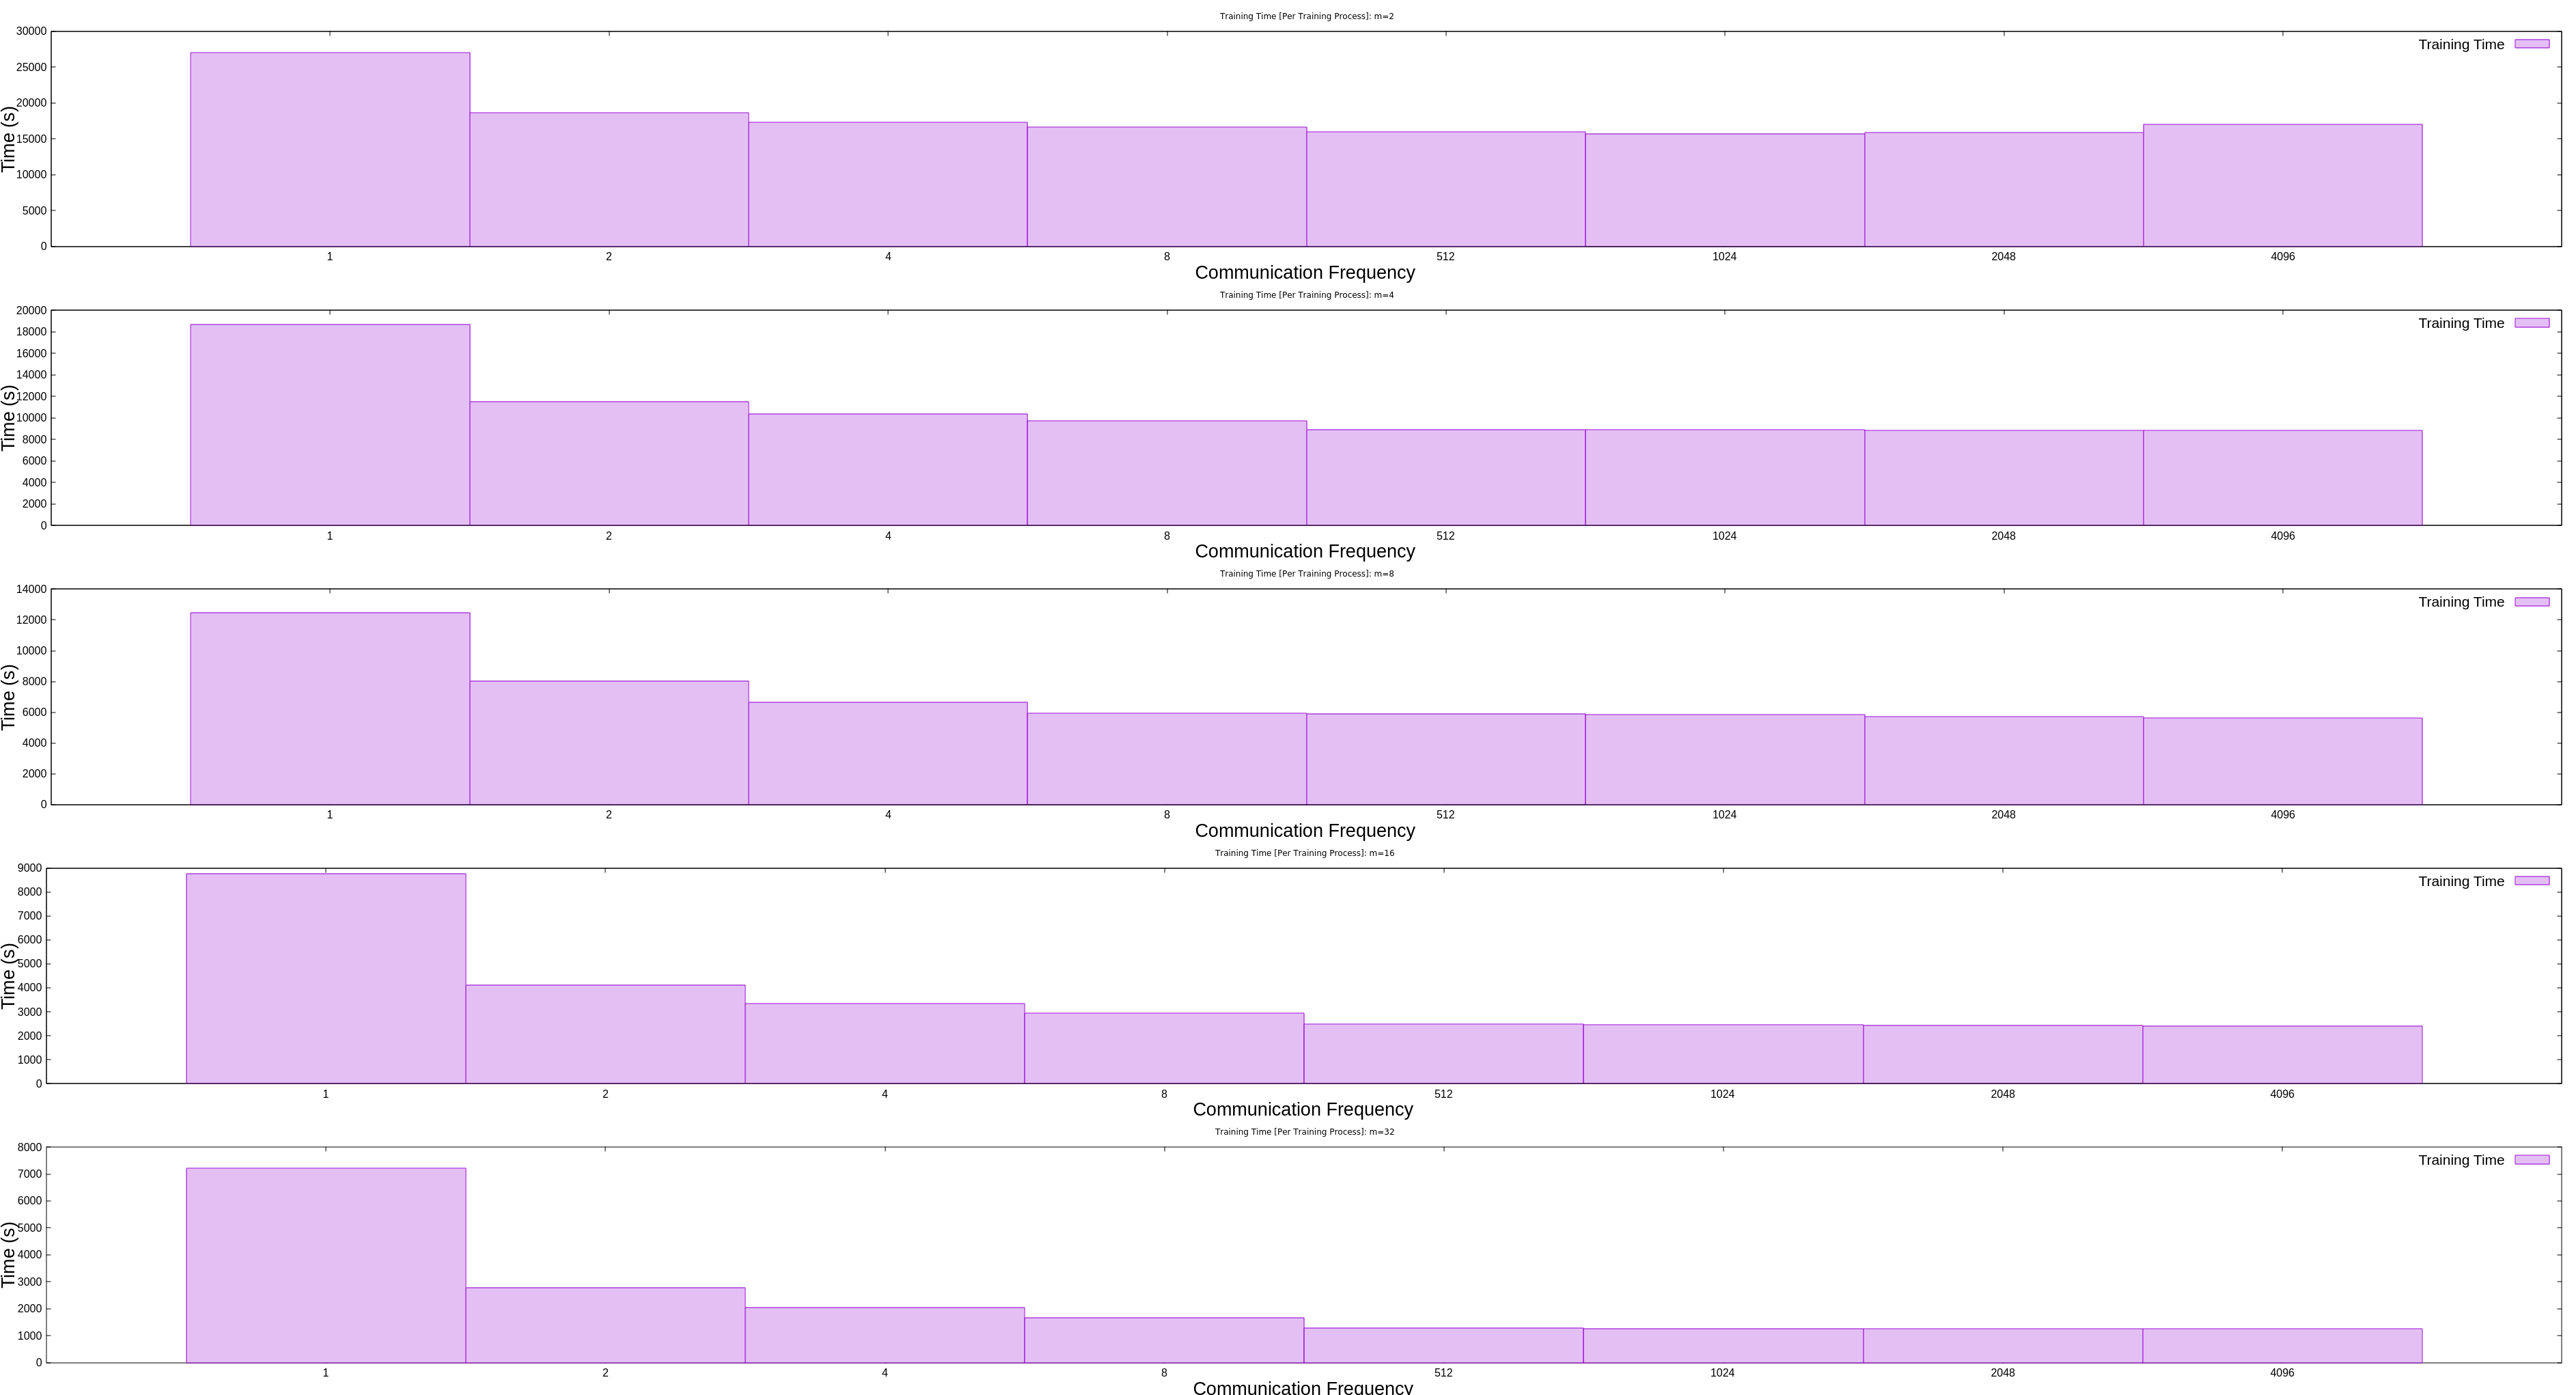 Training Time [Per Training Process]: m=2
30000
25000
20000
15000
10000
5000
0
Time (s)
Training Time
1 2 4 8 512 1024 2048 4096
Communication Frequency
Training Time [Per Training Process]: m=4
20000
18000
16000
14000
12000
10000
8000
6000
4000
2000
0
Time (s)
Training Time
1 2 4 8 512 1024 2048 4096
Communication Frequency
Training Time [Per Training Process]: m=8
14000
12000
10000
8000
6000
4000
2000
0
Time (s)
Training Time
1 2 4 8 512 1024 2048 4096
Communication Frequency
Training Time [Per Training Process]: m=16
9000
8000
7000
6000
5000
4000
3000
2000
1000
0
Time (s)
Training Time
1 2 4 8 512 1024 2048 4096
Communication Frequency
Training Time [Per Training Process]: m=32
8000
7000
6000
5000
4000
3000
2000
1000
0
Time (s)
Training Time
1 2 4 8 512 1024 2048 4096
Communication Frequency